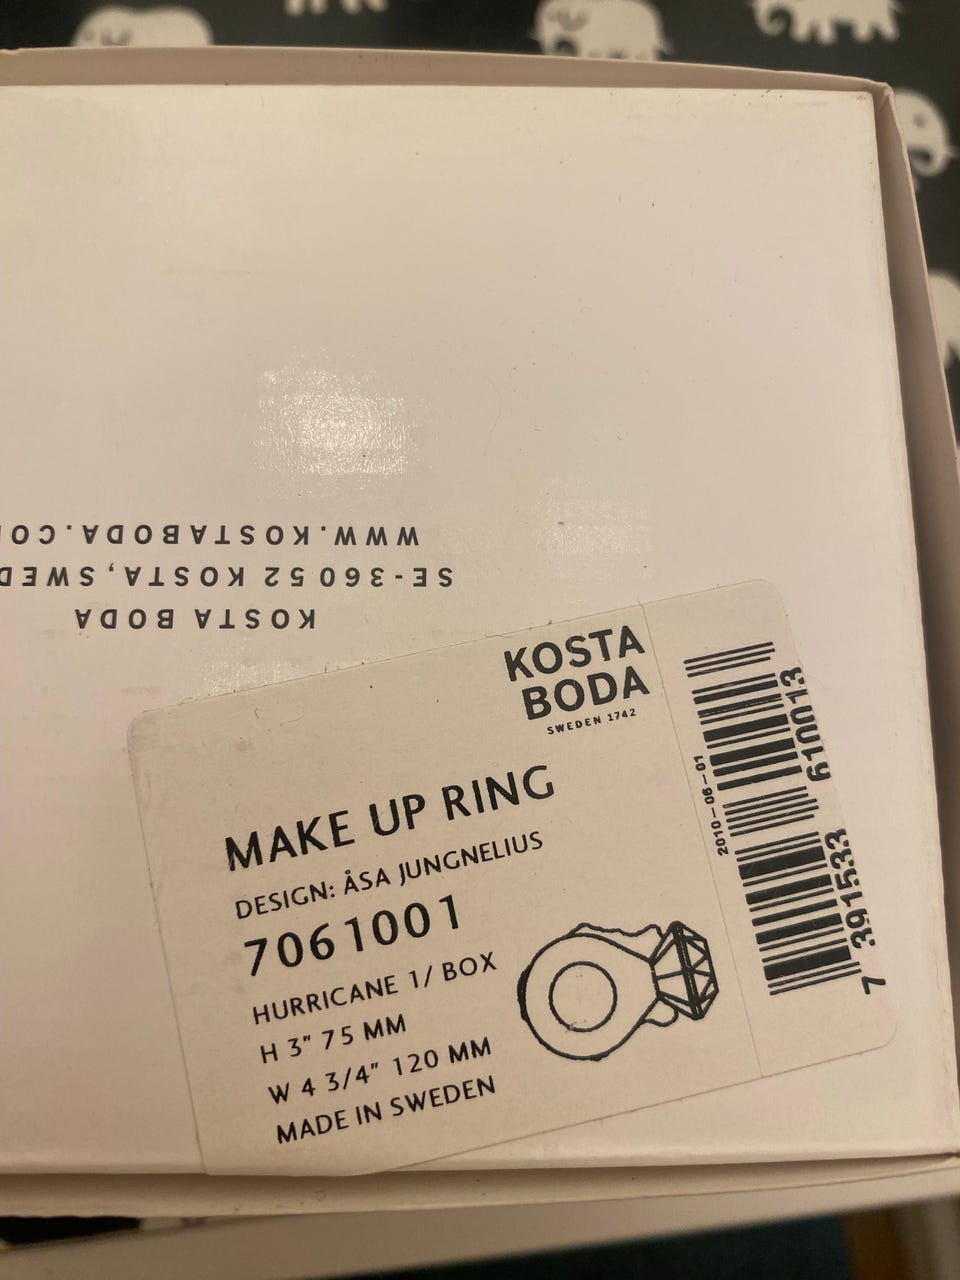 KOSTA BODA
SE-360 52 KOSTA, SWED
WWW.KOSTABODA.CO
KOSTA
BODA
SWEDEN 1742
MAKE UP RING
DESIGN: ÅSA JUNGNELIUS
7061001
HURRICANE 1/ BOX
H 3" 75 MM
W 4 3/4" 120 MM
MADE IN SWEDEN
2010-06-01
7 391533 610013